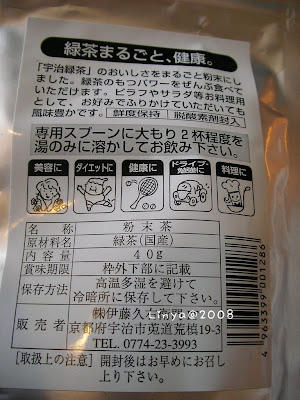 緑茶まるごと、健康。
「宇治緑茶」のおいしさをまるごと粉末にし
ました。緑茶のもつパワーをぜんぶ食べて
いただけます。ピラフやサラダ等お料理用
として、お好みでふりかけていただいても
風味豊かです。 鮮度保持 脱酸素剤封入
専用スプーンに大もり2杯程度を
湯のみに溶かしてお飲み下さい。
美容に ダイエットに 健康に ドライブ・勉強に 料理に
名称 粉末茶
原材料名 緑茶(国産)
内容量 40g
賞味期限 枠外下部に記載
保存方法 高温多湿を避けて
冷暗所に保存して下さい。
販売者 ㈱伊藤久右衛門
京都府宇治市莵道荒槙19-3
TEL. 0774-23-3993
[取扱上の注意] 開封後はお早めにお召し
上り下さい。
4 963399 001286
Linya@2008